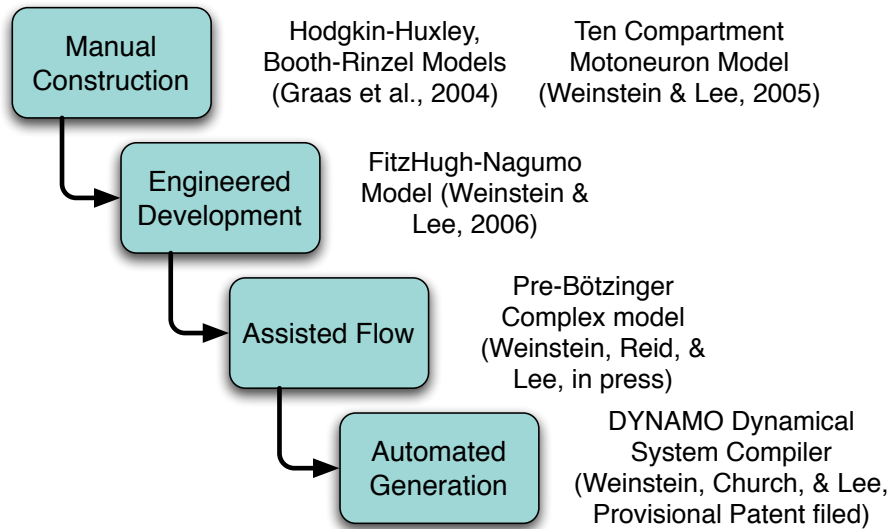 Manual
Construction
Hodgkin-Huxley,
Booth-Rinzel Models
(Graas et al., 2004)
Ten Compartment
Motoneuron Model
(Weinstein & Lee, 2005)
Engineered
Development
FitzHugh-Nagumo
Model (Weinstein &
Lee, 2006)
Assisted Flow
Pre-Bötzinger
Complex model
(Weinstein, Reid, &
Lee, in press)
Automated
Generation
DYNAMO Dynamical
System Compiler
(Weinstein, Church, & Lee,
Provisional Patent filed)